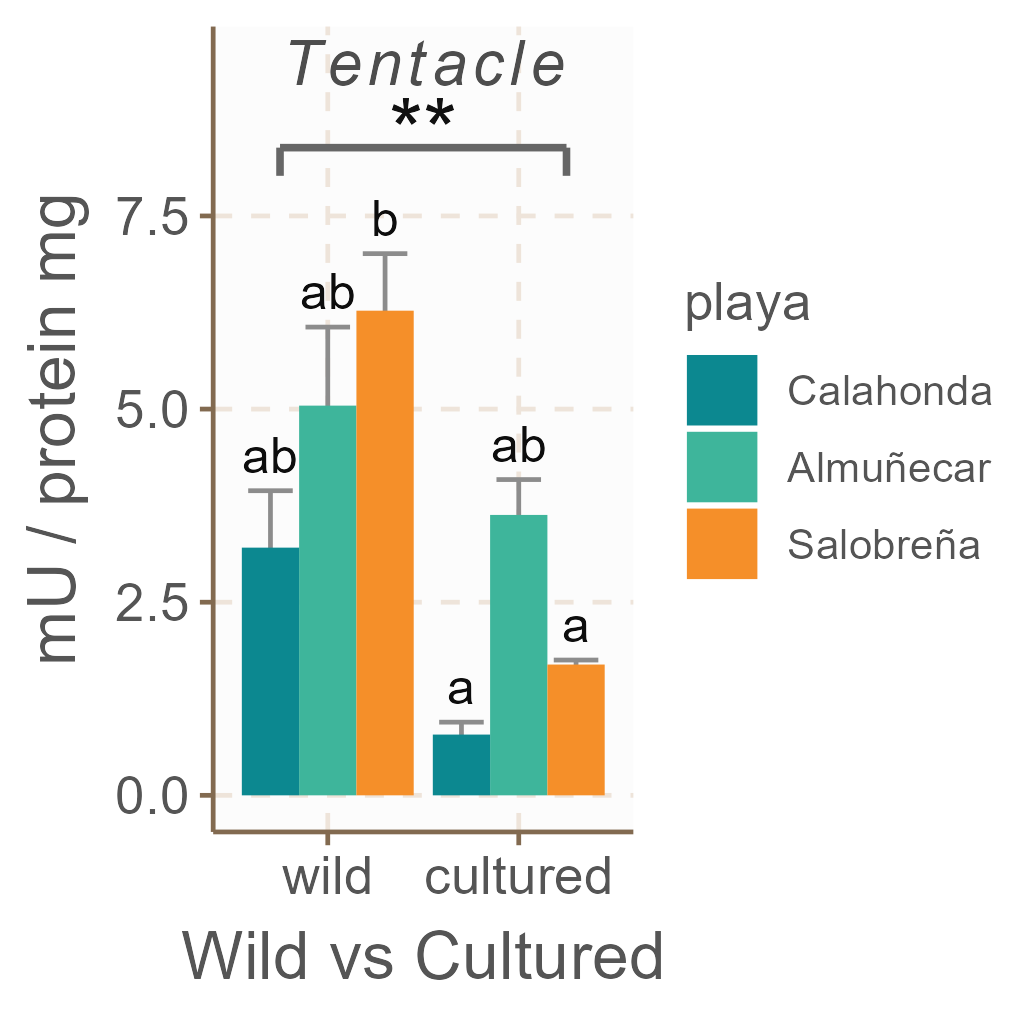 Tentacle
**
mU / protein mg
7.5
5.0
2.5
0.0
ab
ab
b
a
ab
a
wild
cultured
Wild vs Cultured
playa
Calahonda
Almuñecar
Salobreña